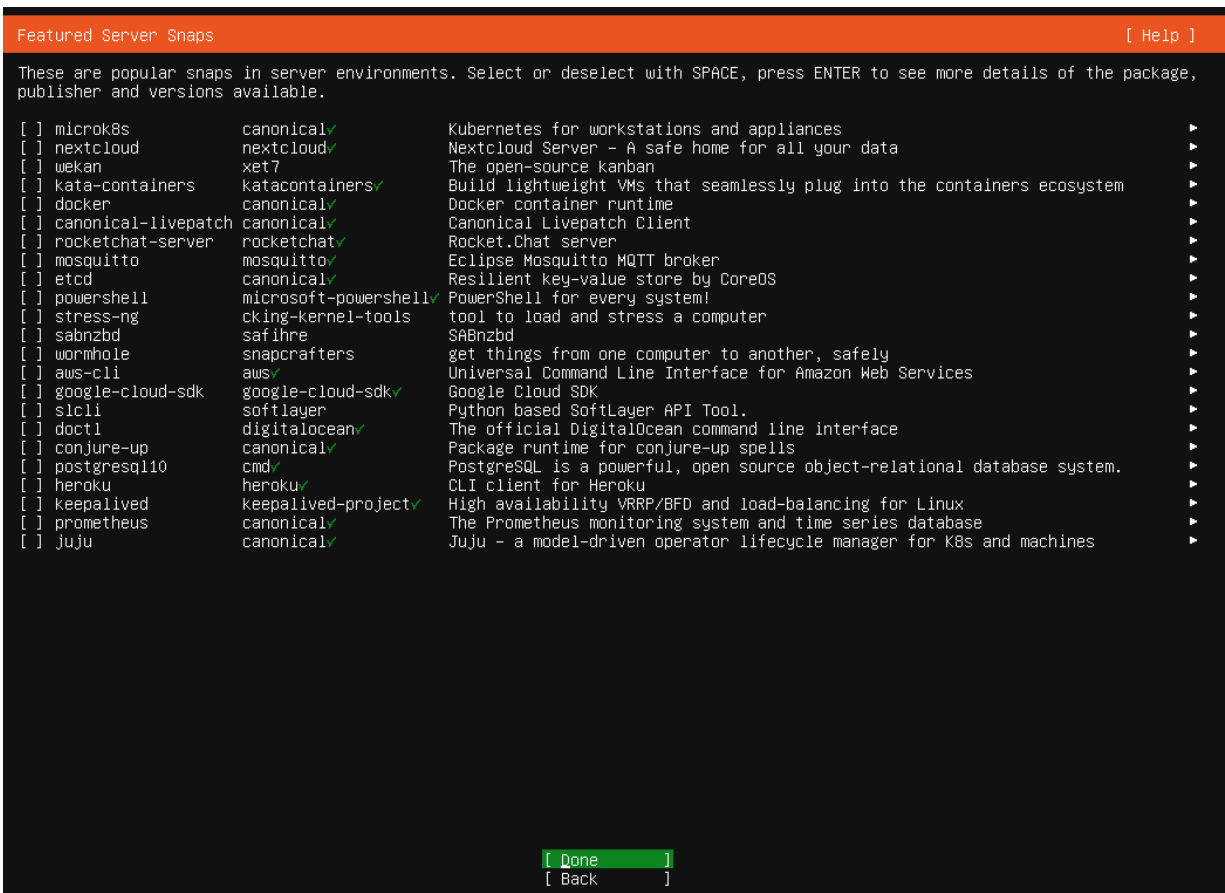 Featured Server Snaps [ Help ]
These are popular snaps in server environments. Select or deselect with SPACE, press ENTER to see more details of the package,
publisher and versions available.
[ ] microk8s canonical✓ Kubernetes for workstations and appliances ▸
[ ] nextcloud nextcloud✓ Nextcloud Server – A safe home for all your data ▸
[ ] wekan xet7 The open-source kanban ▸
[ ] kata-containers katacontainers✓ Build lightweight VMs that seamlessly plug into the containers ecosystem ▸
[ ] docker canonical✓ Docker container runtime ▸
[ ] canonical-livepatch canonical✓ Canonical Livepatch Client ▸
[ ] rocketchat-server rocketchat✓ Rocket.Chat server ▸
[ ] mosquitto mosquitto✓ Eclipse Mosquitto MQTT broker ▸
[ ] etcd canonical✓ Resilient key-value store by CoreOS ▸
[ ] powershell microsoft-powershell✓ PowerShell for every system! ▸
[ ] stress-ng cking-kernel-tools tool to load and stress a computer ▸
[ ] sabnzbd safihre SABnzbd ▸
[ ] wormhole snapcrafters get things from one computer to another, safely ▸
[ ] aws-cli aws✓ Universal Command Line Interface for Amazon Web Services ▸
[ ] google-cloud-sdk google-cloud-sdk✓ Google Cloud SDK ▸
[ ] slcli softlayer Python based SoftLayer API Tool. ▸
[ ] doctl digitalocean✓ The official DigitalOcean command line interface ▸
[ ] conjure-up canonical✓ Package runtime for conjure-up spells ▸
[ ] postgresql10 cmd✓ PostgreSQL is a powerful, open source object-relational database system. ▸
[ ] heroku heroku✓ CLI client for Heroku ▸
[ ] keepalived keepalived-project✓ High availability VRRP/BFD and load-balancing for Linux ▸
[ ] prometheus canonical✓ The Prometheus monitoring system and time series database ▸
[ ] juju canonical✓ Juju – a model-driven operator lifecycle manager for K8s and machines ▸
[ Done ]
[ Back ]